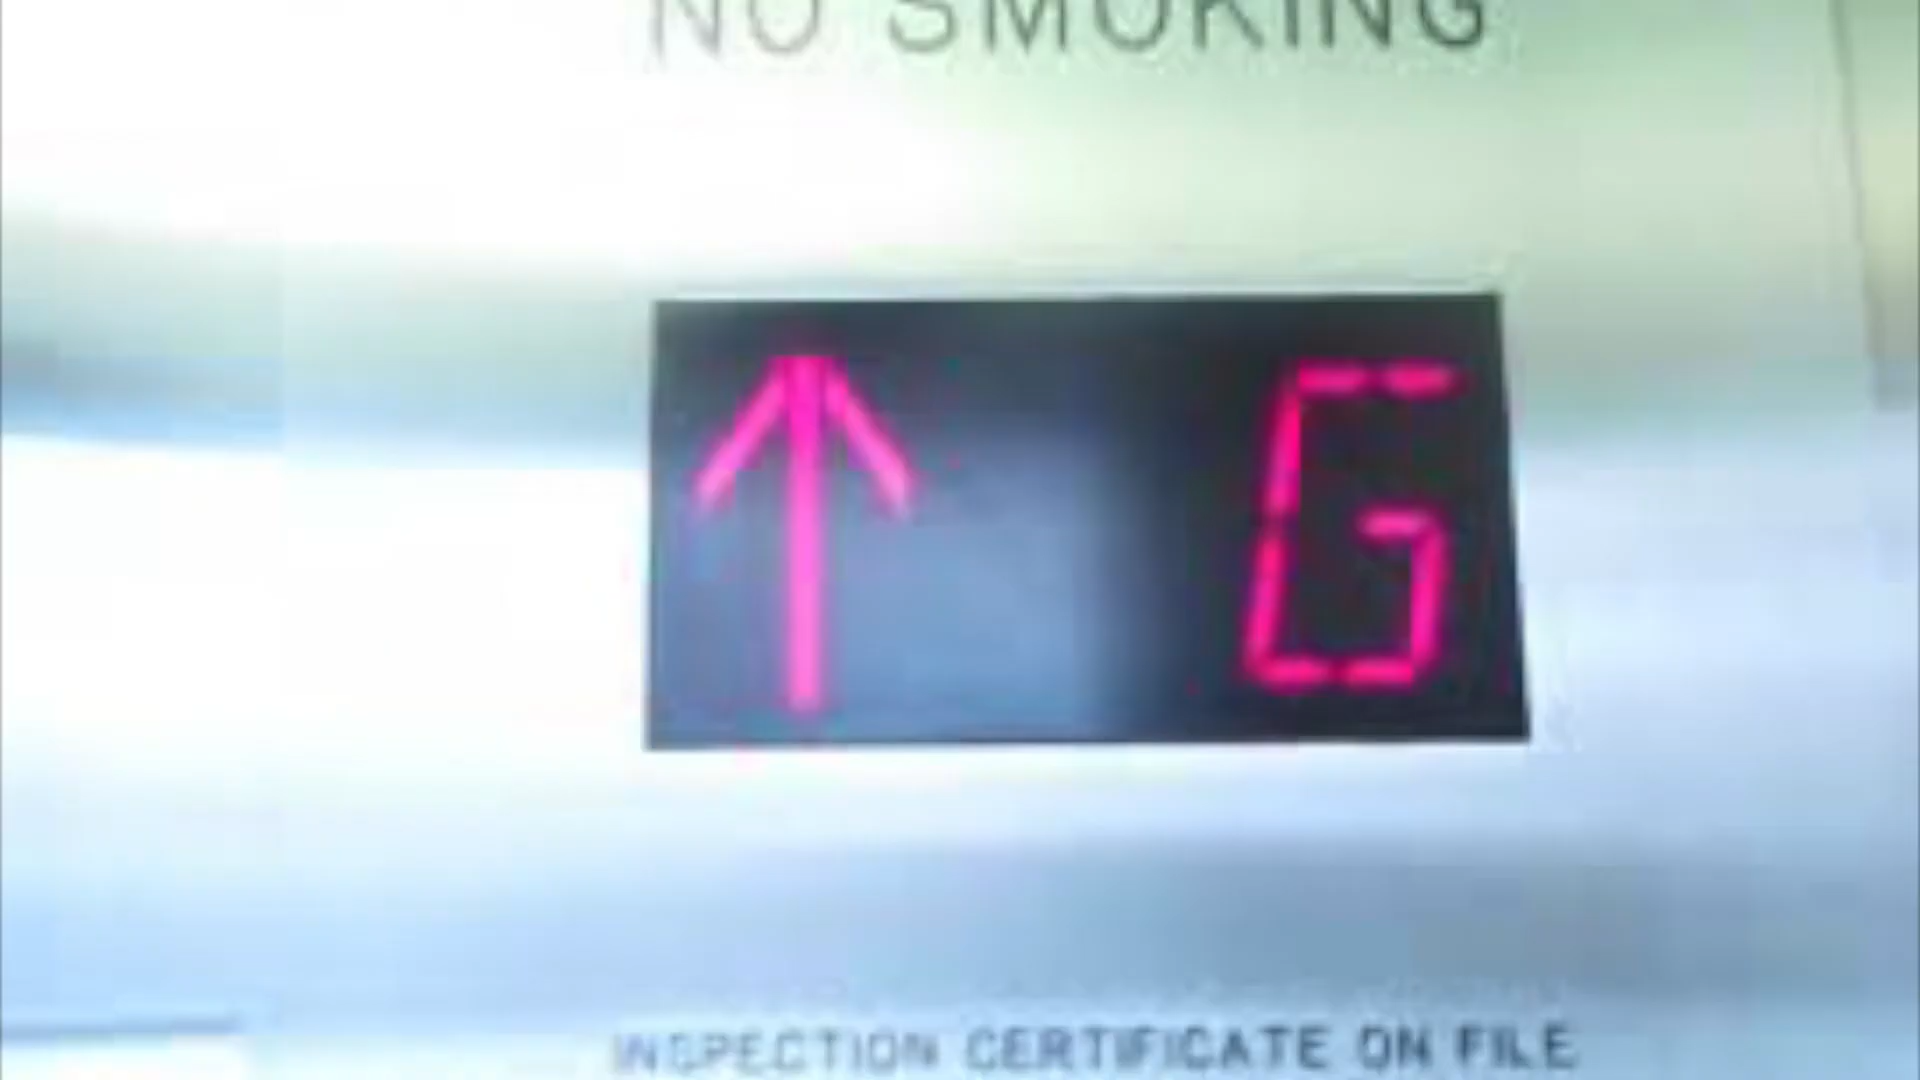 NO SMOKING
↑ G
INSPECTION CERTIFICATE ON FILE